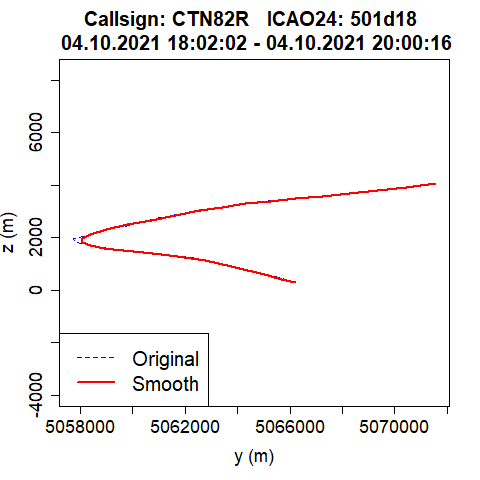 Callsign: CTN82R   ICAO24: 501d18
04.10.2021 18:02:02 - 04.10.2021 20:00:16
z (m)
6000
2000
0
-4000
Original
Smooth
5058000 5062000 5066000 5070000
y (m)